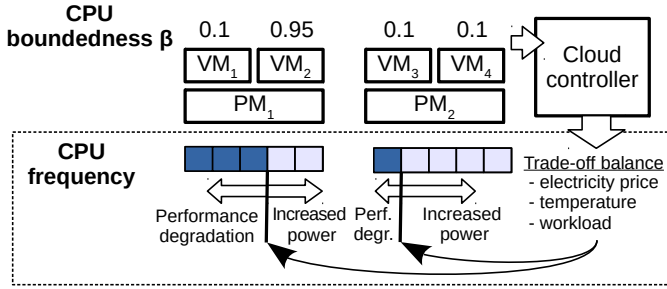 CPU
boundedness β
0.1 0.95 0.1 0.1
VM1 VM2 VM3 VM4
PM1 PM2
Cloud
controller
CPU
frequency
Performance
degradation
Increased
power
Perf.
degr.
Increased
power
Trade-off balance
- electricity price
- temperature
- workload